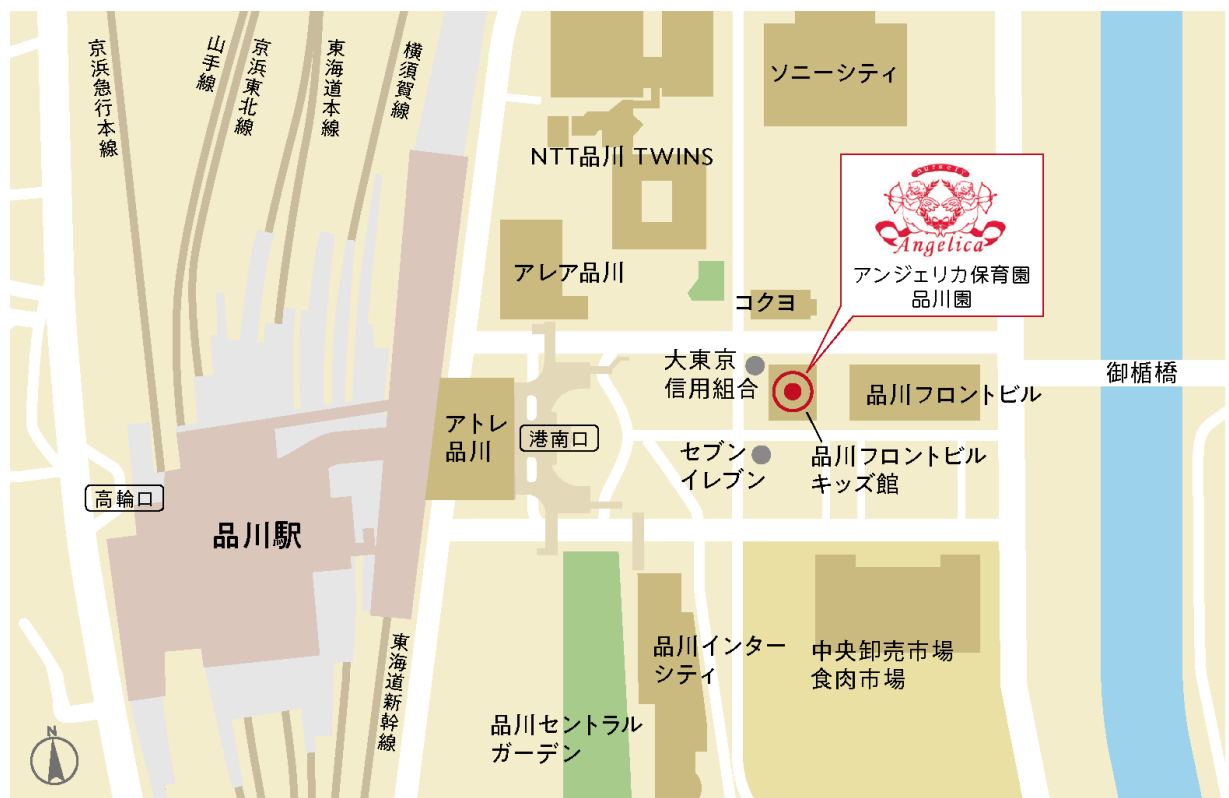 京浜急行本線
山手線
京浜東北線
東海道本線
横須賀線
ソニーシティ
NTT品川 TWINS
nursery
Angelica
アンジェリカ保育園
品川園
アレア品川
コクヨ
大東京
信用組合
品川フロントビル
御楯橋
アトレ
品川
港南口
セブン
イレブン
品川フロントビル
キッズ館
高輪口
品川駅
東海道新幹線
品川インター
シティ
中央卸売市場
食肉市場
品川セントラル
ガーデン
N